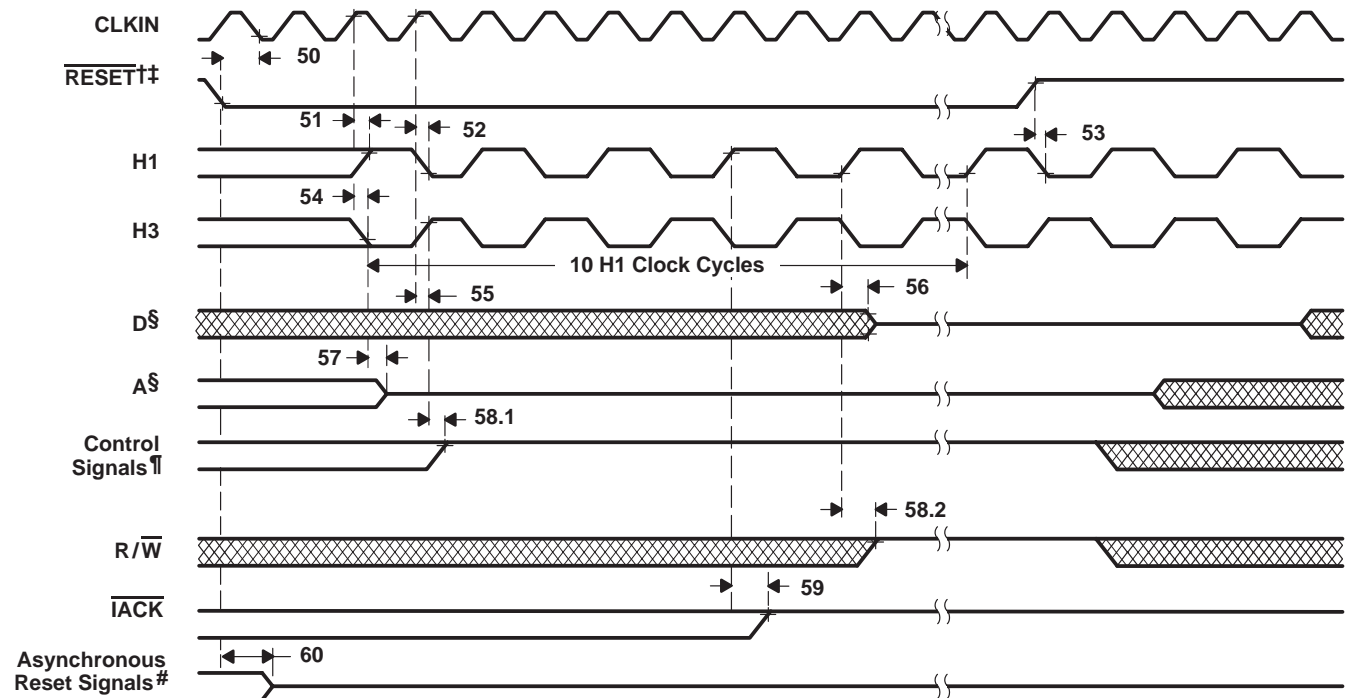 CLKIN
50
RESET†‡
51
52
53
H1
54
H3
10 H1 Clock Cycles
55
56
D§
57
A§
58.1
Control
Signals¶
58.2
R/W
59
IACK
60
Asynchronous
Reset Signals#